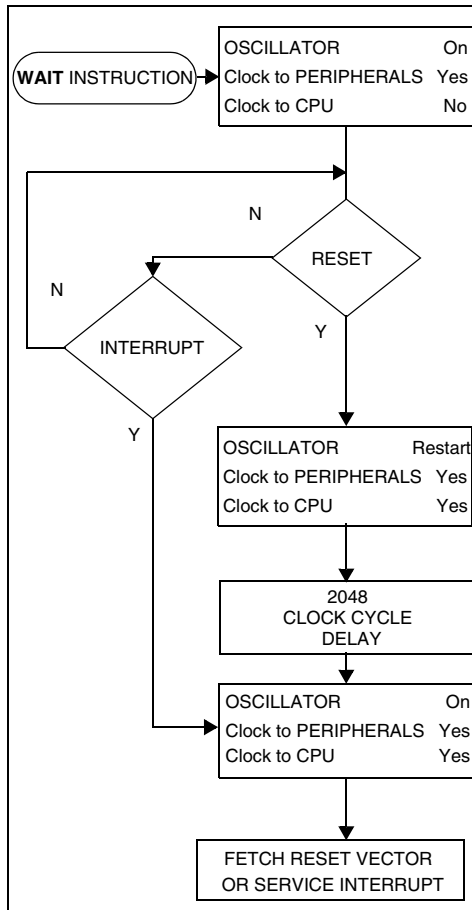 WAIT INSTRUCTION
OSCILLATOR On
Clock to PERIPHERALS Yes
Clock to CPU No
N
RESET
N
INTERRUPT
Y
Y
OSCILLATOR Restart
Clock to PERIPHERALS Yes
Clock to CPU Yes
2048
CLOCK CYCLE
DELAY
OSCILLATOR On
Clock to PERIPHERALS Yes
Clock to CPU Yes
FETCH RESET VECTOR
OR SERVICE INTERRUPT